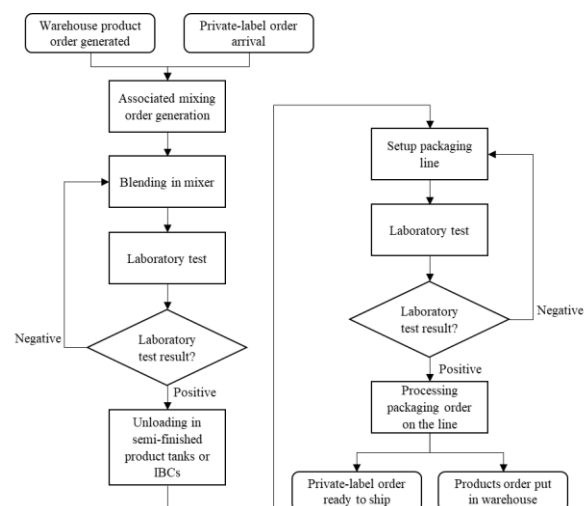 Warehouse product
order generated
Private-label order
arrival
Associated mixing
order generation
Blending in mixer
Laboratory test
Negative
Laboratory
test result?
Positive
Unloading in
semi-finished
product tanks or
IBCs
Setup packaging
line
Laboratory test
Laboratory
test result?
Negative
Positive
Processing
packaging order
on the line
Private-label order
ready to ship
Products order put
in warehouse